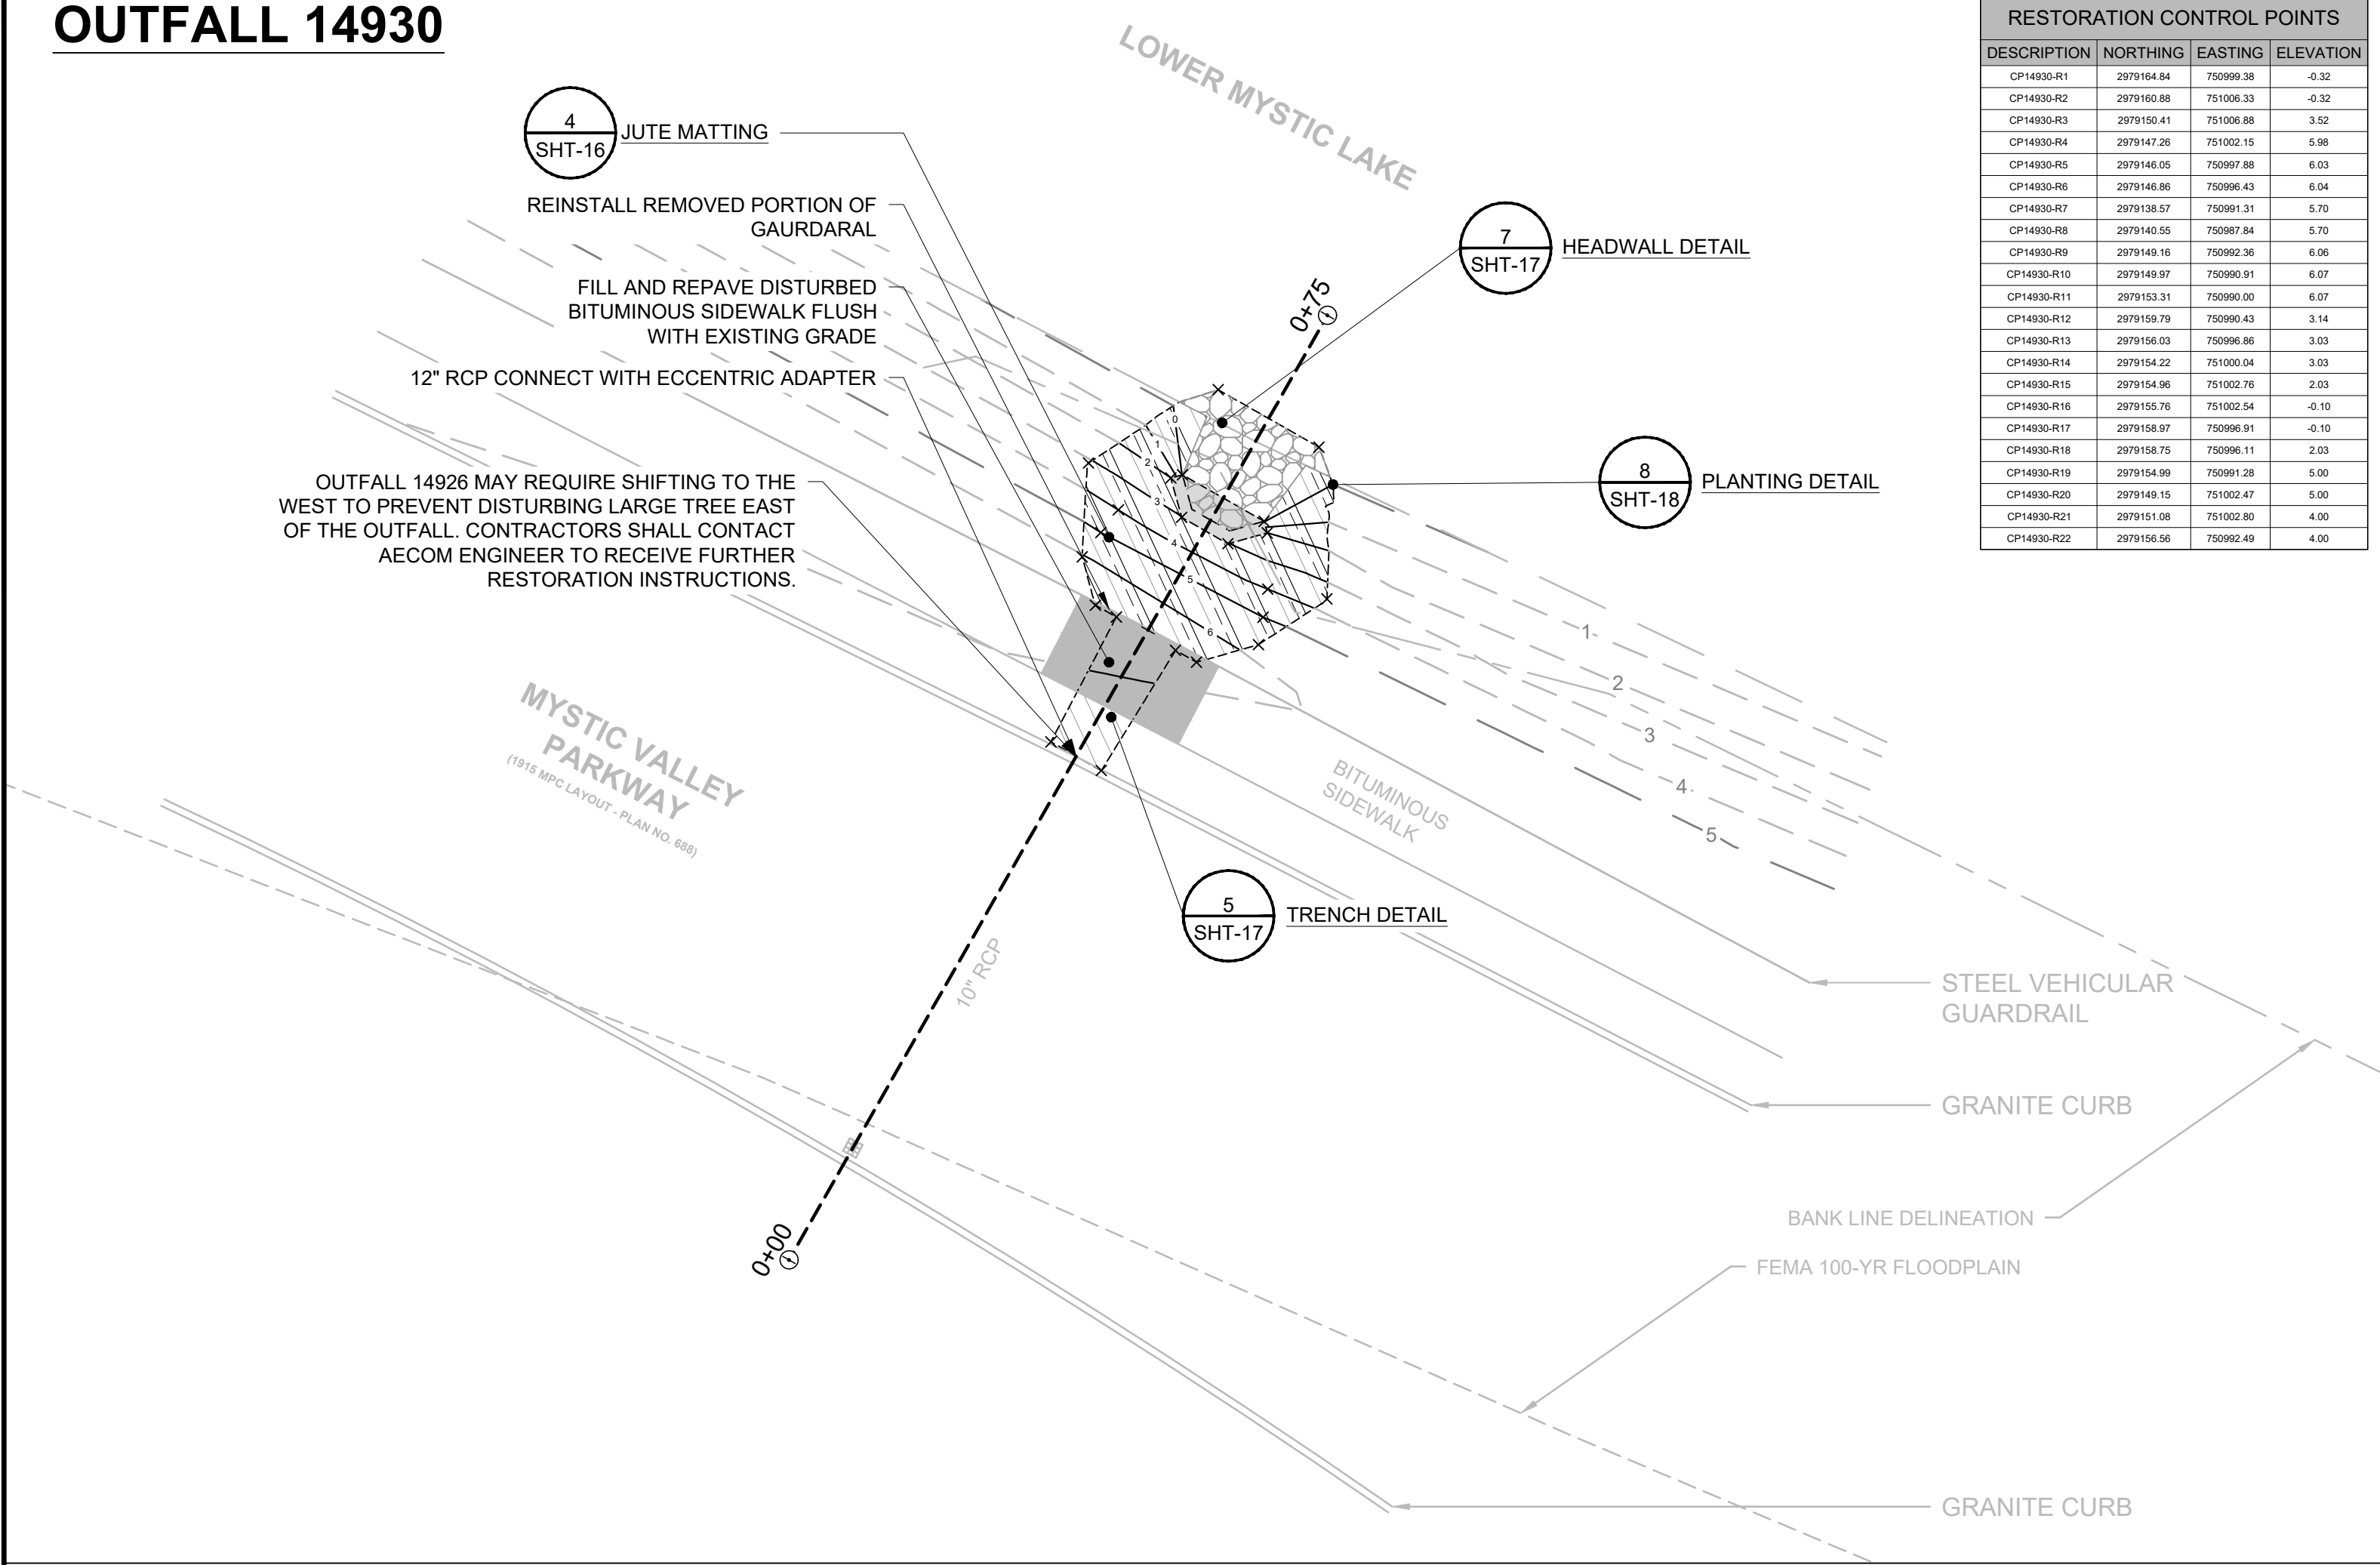 OUTFALL 14930
LOWER MYSTIC LAKE
RESTORATION CONTROL POINTS
DESCRIPTION NORTHING EASTING ELEVATION
CP14930-R1 2979164.84 750999.38 -0.32
CP14930-R2 2979160.88 751006.33 -0.32
CP14930-R3 2979150.41 751006.88 3.52
CP14930-R4 2979147.26 751002.15 5.98
CP14930-R5 2979146.05 750997.88 6.03
CP14930-R6 2979146.86 750996.43 6.04
CP14930-R7 2979138.57 750991.31 5.70
CP14930-R8 2979140.55 750987.84 5.70
CP14930-R9 2979149.16 750992.36 6.06
CP14930-R10 2979149.97 750990.91 6.07
CP14930-R11 2979153.31 750990.00 6.07
CP14930-R12 2979159.79 750990.43 3.14
CP14930-R13 2979156.03 750996.86 3.03
CP14930-R14 2979154.22 751000.04 3.03
CP14930-R15 2979154.96 751002.76 2.03
CP14930-R16 2979155.76 751002.54 -0.10
CP14930-R17 2979158.97 750996.91 -0.10
CP14930-R18 2979158.75 750996.11 2.03
CP14930-R19 2979154.99 750991.28 5.00
CP14930-R20 2979149.15 751002.47 5.00
CP14930-R21 2979151.08 751002.80 4.00
CP14930-R22 2979156.56 750992.49 4.00
4
SHT-16
JUTE MATTING
REINSTALL REMOVED PORTION OF
GAURDARAL
FILL AND REPAVE DISTURBED
BITUMINOUS SIDEWALK FLUSH
WITH EXISTING GRADE
12" RCP CONNECT WITH ECCENTRIC ADAPTER
OUTFALL 14926 MAY REQUIRE SHIFTING TO THE
WEST TO PREVENT DISTURBING LARGE TREE EAST
OF THE OUTFALL. CONTRACTORS SHALL CONTACT
AECOM ENGINEER TO RECEIVE FURTHER
RESTORATION INSTRUCTIONS.
7
SHT-17
HEADWALL DETAIL
0+75
8
SHT-18
PLANTING DETAIL
0
1
2
3
4
5
6
1
2
3
4
5
MYSTIC VALLEY
PARKWAY
(1915 MPC LAYOUT - PLAN NO. 688)
BITUMINOUS
SIDEWALK
5
SHT-17
TRENCH DETAIL
10" RCP
STEEL VEHICULAR
GUARDRAIL
GRANITE CURB
BANK LINE DELINEATION
FEMA 100-YR FLOODPLAIN
0+00
GRANITE CURB